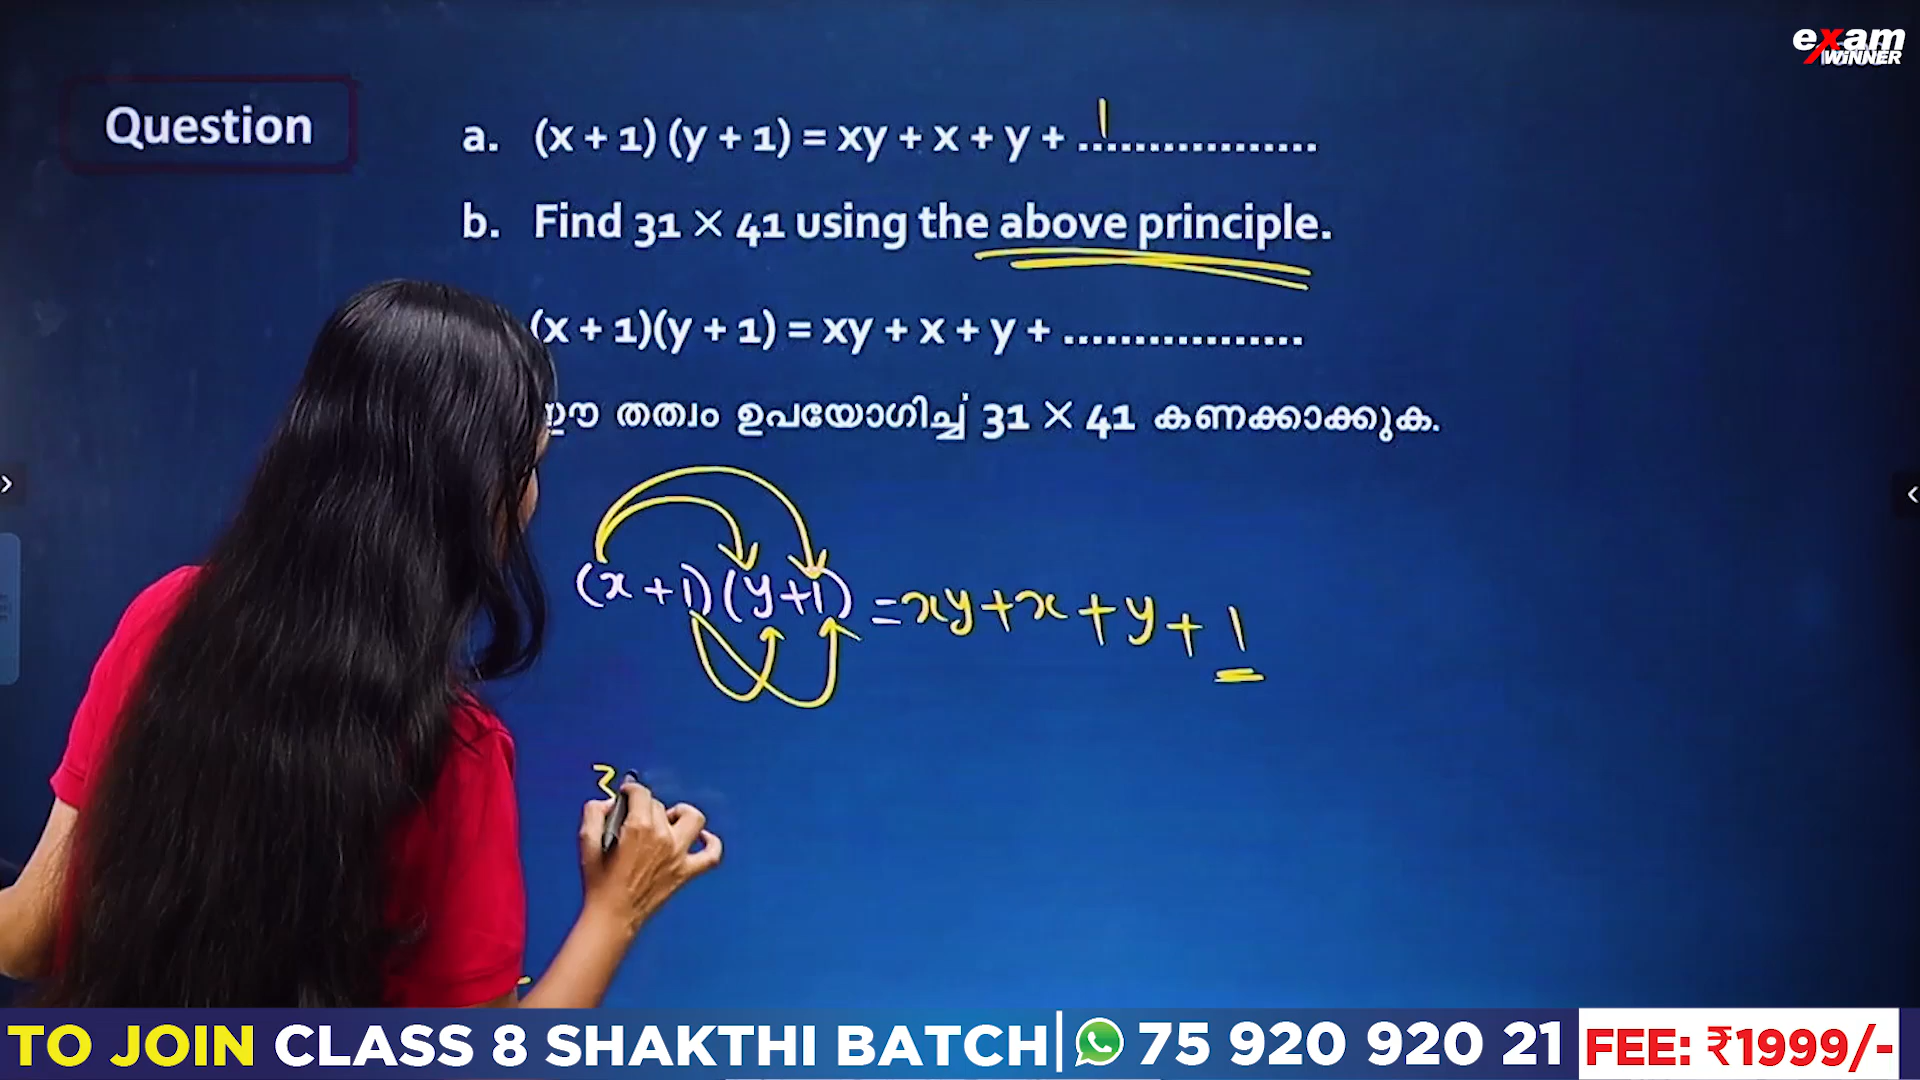 exam
WINNER
Question
a. (x + 1) (y + 1) = xy + x + y + ...1..............
b. Find 31 × 41 using the above principle.
(x + 1)(y + 1) = xy + x + y + .................
ഈ തത്വം ഉപയോഗിച്ച് 31 × 41 കണക്കാക്കുക.
(x+1)(y+1) = xy + x + y + 1
3
TO JOIN CLASS 8 SHAKTHI BATCH | 75 920 920 21 FEE: ₹1999/-